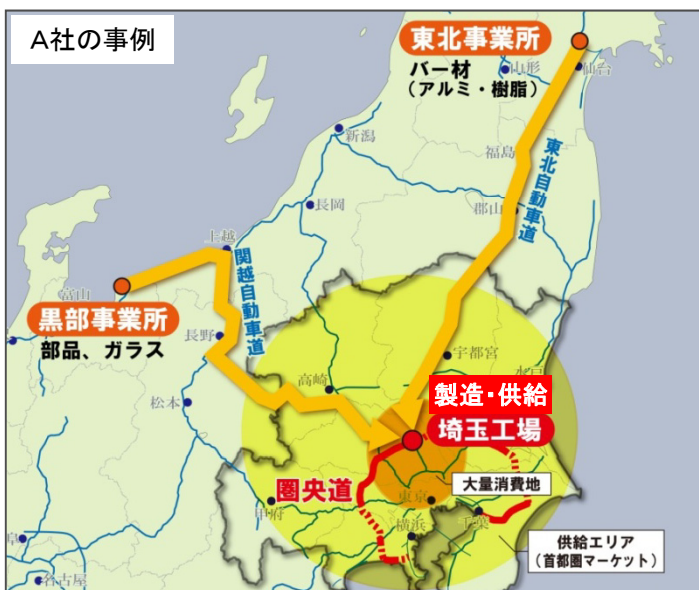 A社の事例
東北事業所
バー材
（アルミ・樹脂）
山形
仙台
新潟
福島
東北自動車道
長岡
郡山
上越
関越自動車道
富山
黒部事業所
部品、ガラス
長野
宇都宮
水戸
高崎
製造・供給
埼玉工場
松本
圏央道
大量消費地
東京
甲府
千葉
横浜
供給エリア
（首都圏マーケット）
名古屋